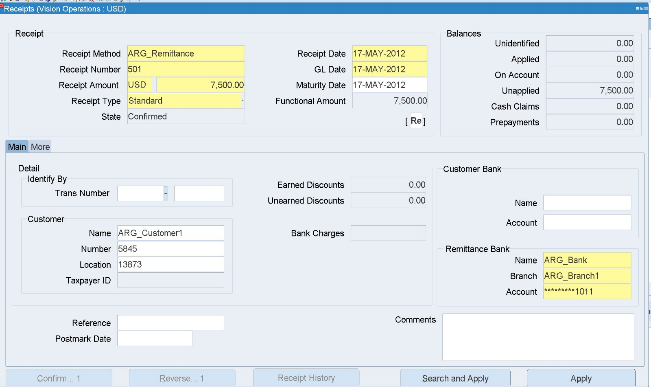 Receipts (Vision Operations : USD)
Receipt
Receipt Method ARG_Remittance
Receipt Number 501
Receipt Amount USD 7,500.00
Receipt Type Standard
State Confirmed
Receipt Date 17-MAY-2012
GL Date 17-MAY-2012
Maturity Date 17-MAY-2012
Functional Amount 7,500.00
[ Re ]
Balances
Unidentified 0.00
Applied 0.00
On Account 0.00
Unapplied 7,500.00
Cash Claims 0.00
Prepayments 0.00
Main More
Detail
Identify By
Trans Number -
Customer
Name ARG_Customer1
Number 5845
Location 13873
Taxpayer ID
Earned Discounts 0.00
Unearned Discounts 0.00
Bank Charges
Customer Bank
Name
Account
Remittance Bank
Name ARG_Bank
Branch ARG_Branch1
Account *********1011
Reference
Postmark Date
Comments
Confirm... 1 Reverse... 1 Receipt History Search and Apply Apply